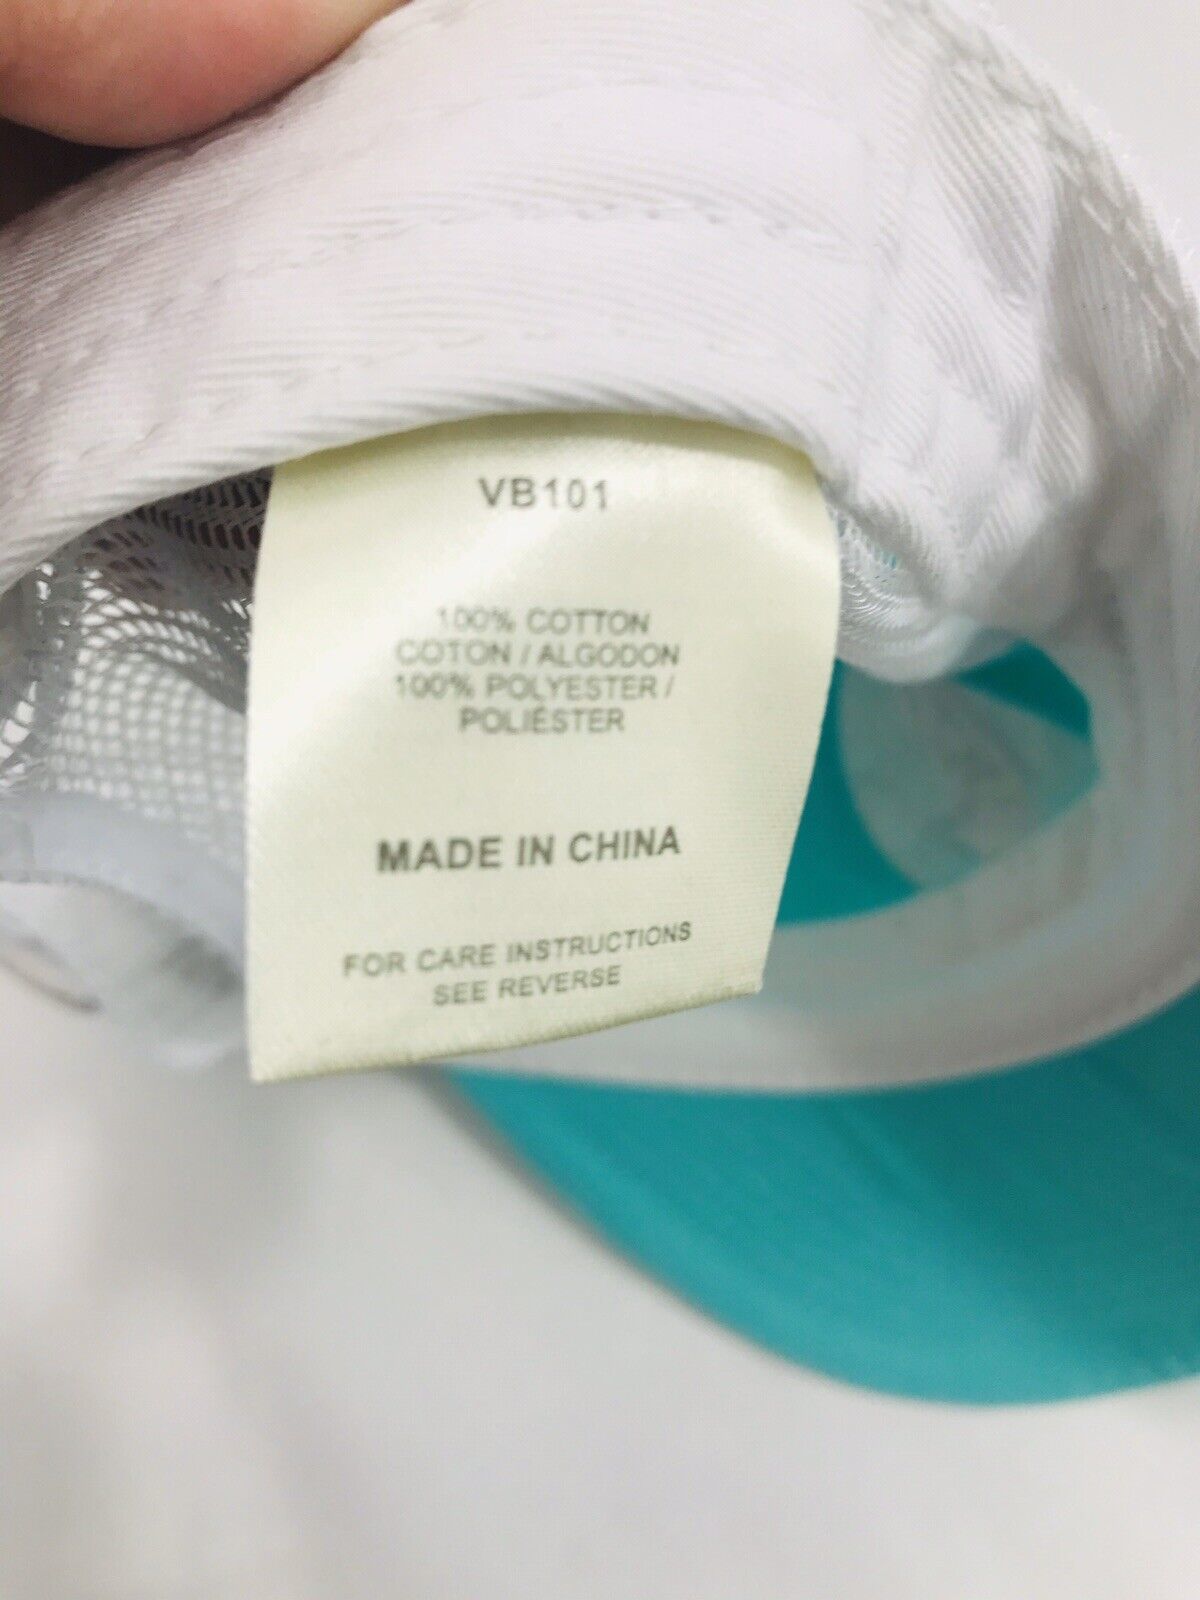 VB101
100% COTTON
COTON / ALGODON
100% POLYESTER /
POLIÉSTER
MADE IN CHINA
FOR CARE INSTRUCTIONS
SEE REVERSE